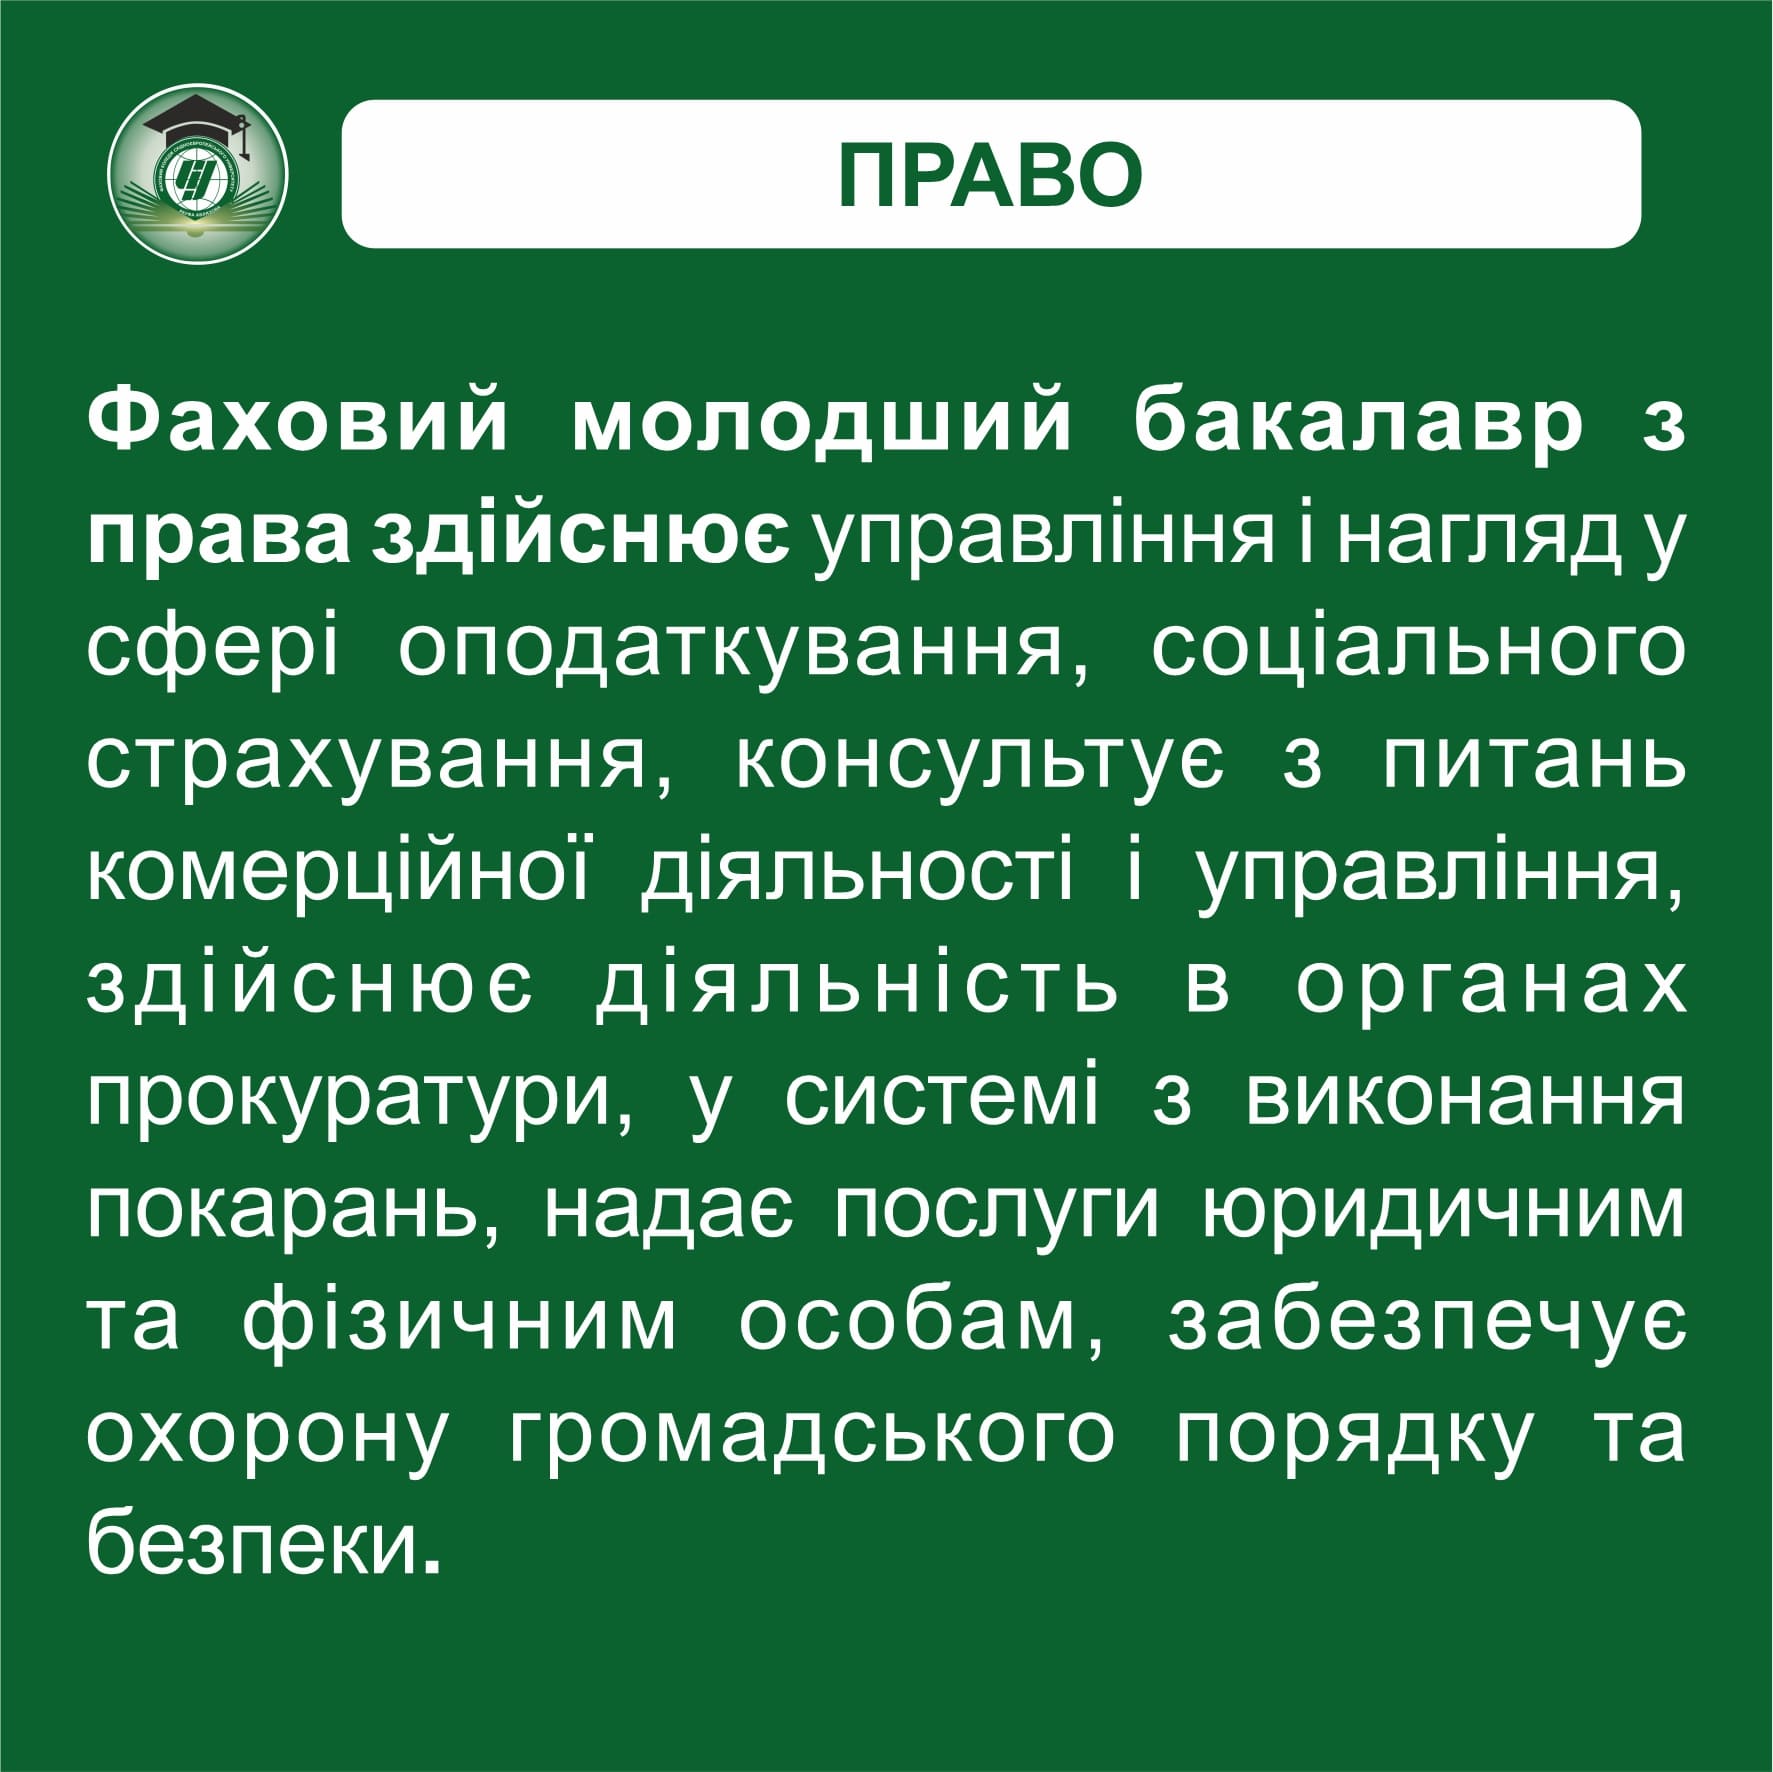 ПРАВО
Фаховий молодший бакалавр з
права здійснює управління і нагляд у
сфері оподаткування, соціального
страхування, консультує з питань
комерційної діяльності і управління,
здійснює діяльність в органах
прокуратури, у системі з виконання
покарань, надає послуги юридичним
та фізичним особам, забезпечує
охорону громадського порядку та
безпеки.